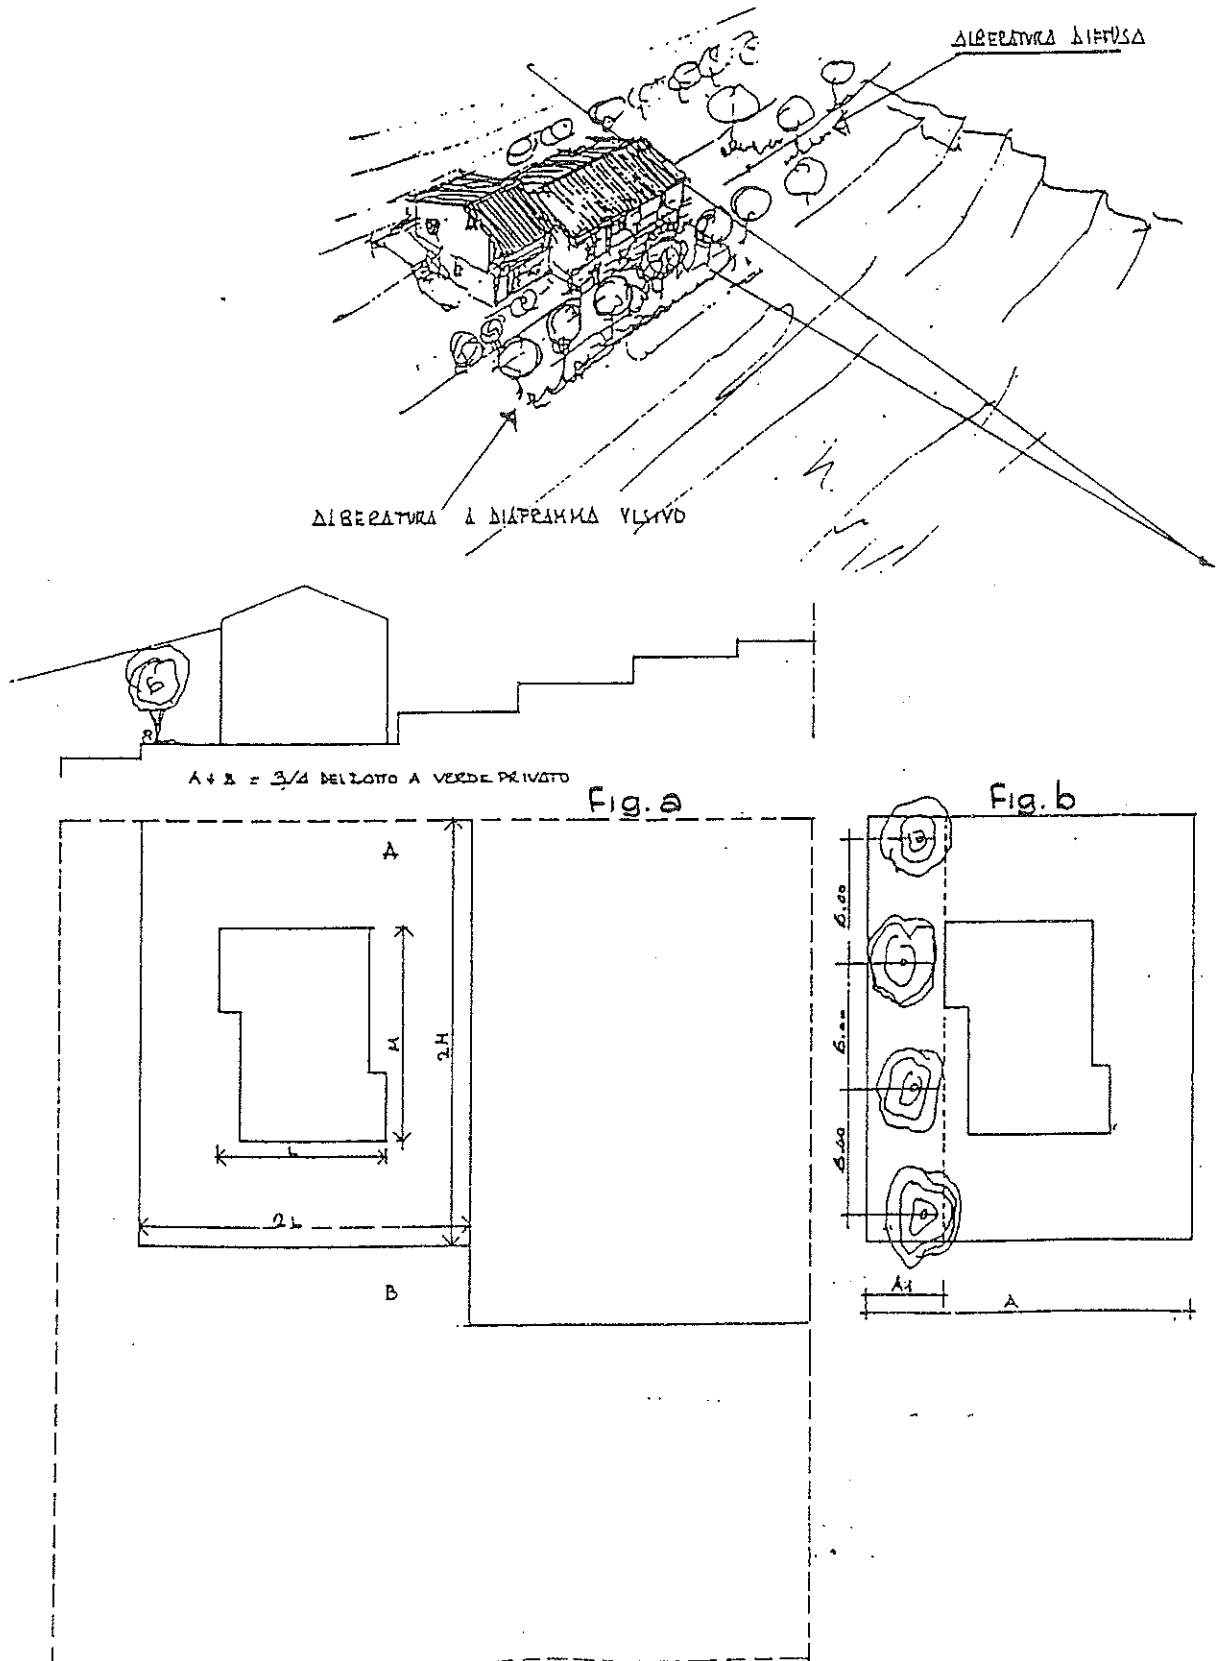 ALBERATURA DIFFUSA
ALBERATURA A DIAFRAMMA VISIVO
A + B = 3/4 DEL LOTTO A VERDE PRIVATO
Fig. a
Fig. b
A
H
2H
L
2L
B
6.00
6.00
6.00
A1
A